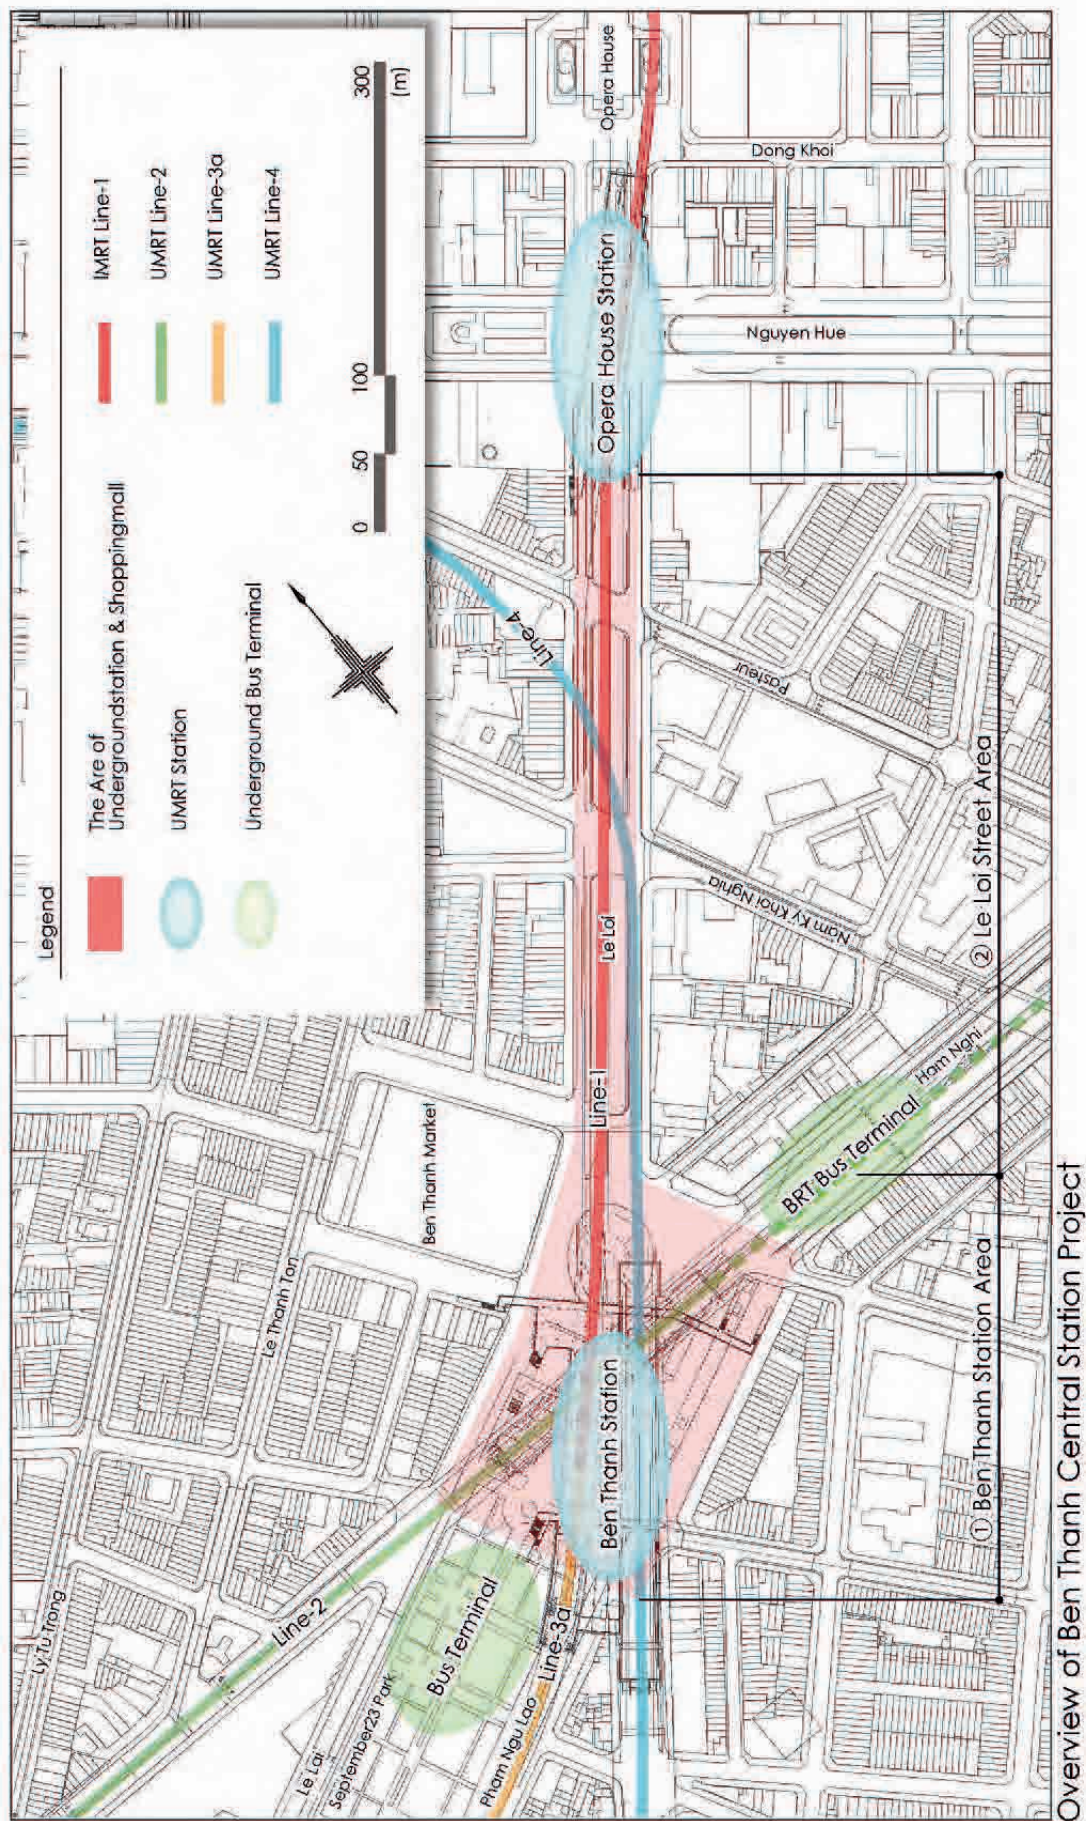 Legend
The Are of
Undergroundstation & Shoppingmall
UMRT Station
Underground Bus Terminal
IMRT Line-1
UMRT Line-2
UMRT Line-3a
UMRT Line-4
0
50
100
300
(m)
Ly Tu Trong
Le Thanh Ton
Ben Thanh Market
Line-2
Le Lai
September23 Park
Bus Terminal
Pham Ngu Lao
Line-3a
Ben Thanh Station
Line-1
Le Loi
Line-4
Opera House Station
Opera House
Dong Khoi
Nguyen Hue
Pasteur
Nam Ky Khoi Nghia
Ham Nghi
BRT Bus Terminal
① Ben Thanh Station Area
② Le Loi Street Area
Overview of Ben Thanh Central Station Project